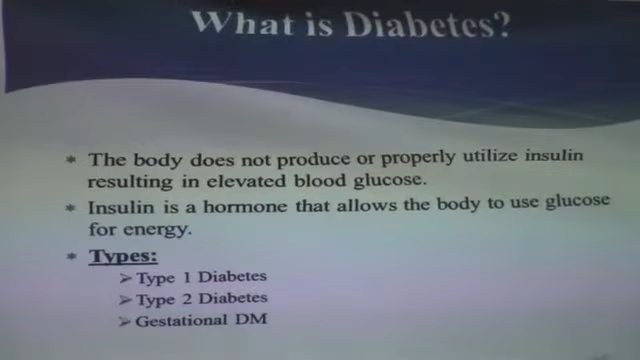 What is Diabetes?
* The body does not produce or properly utilize insulin
resulting in elevated blood glucose.
* Insulin is a hormone that allows the body to use glucose
for energy.
* Types:
➢ Type 1 Diabetes
➢ Type 2 Diabetes
➢ Gestational DM